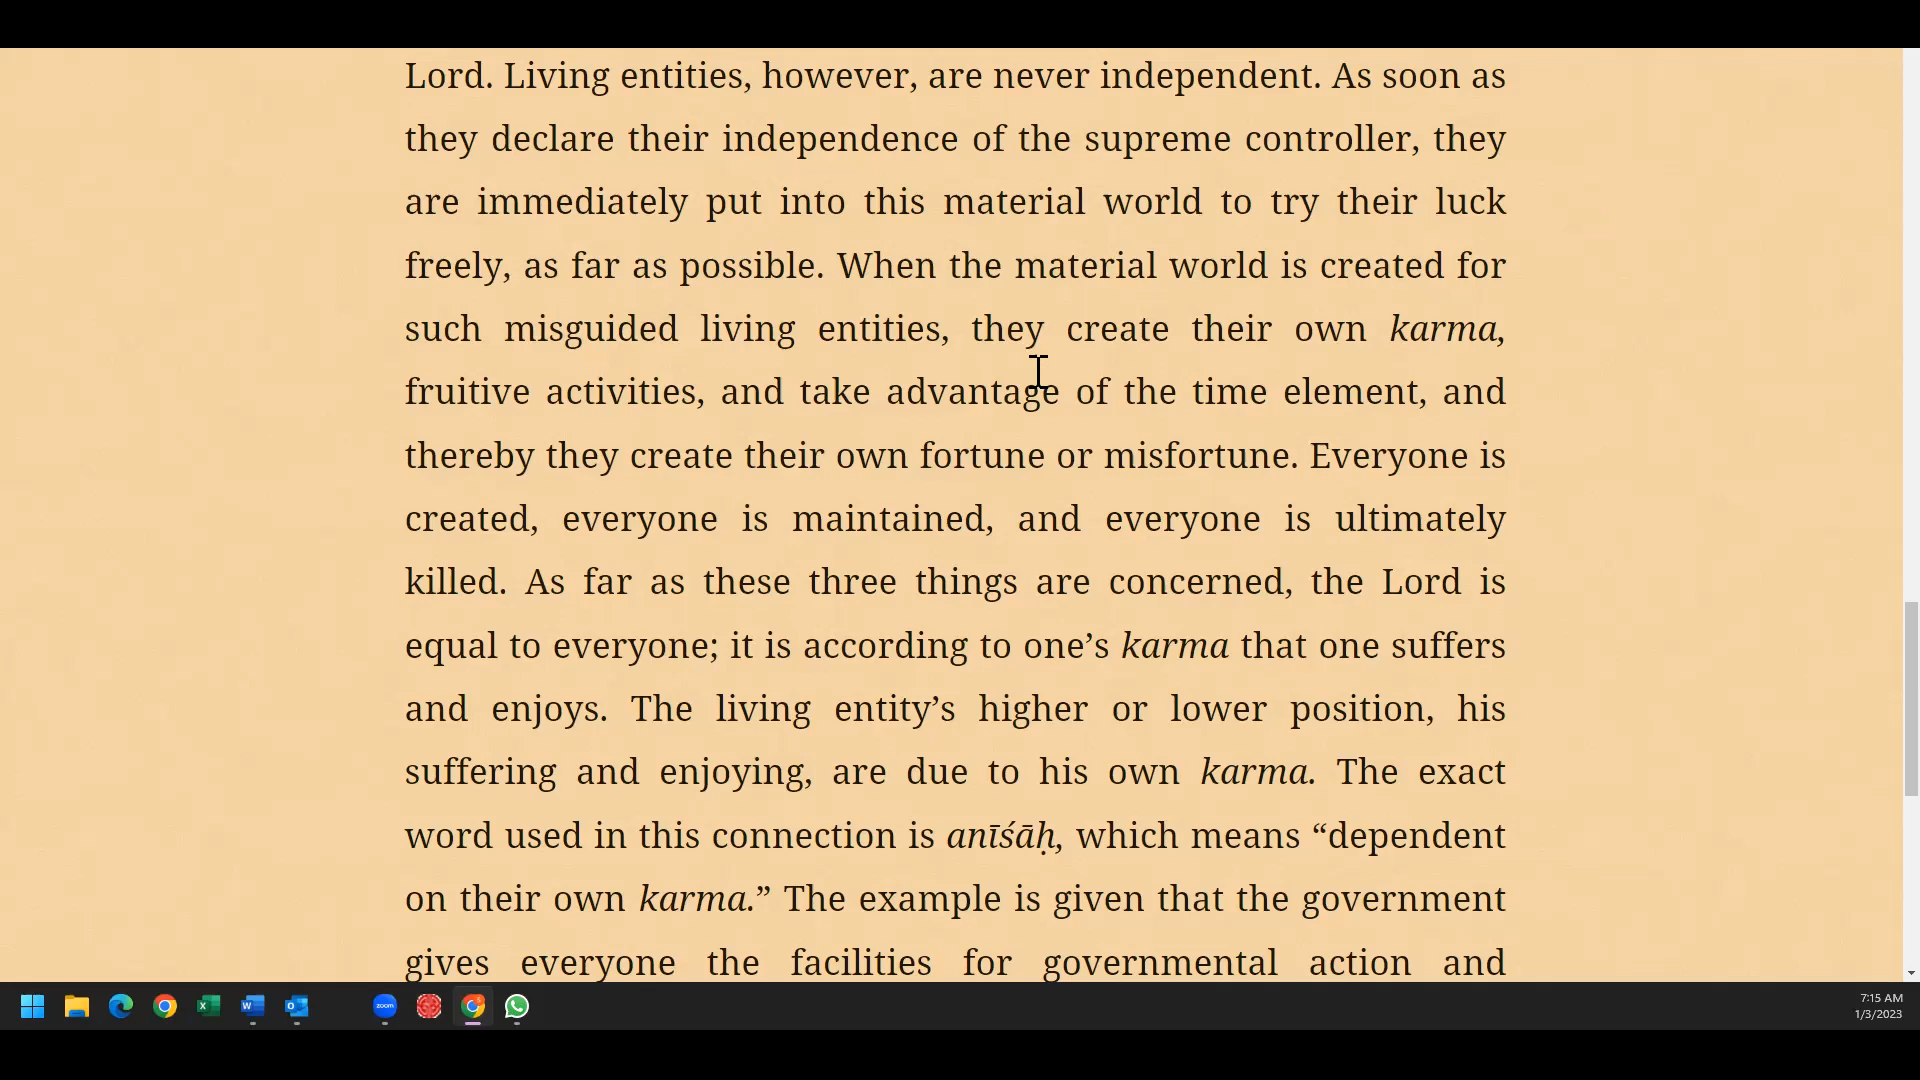 Lord. Living entities, however, are never independent. As soon as
they declare their independence of the supreme controller, they
are immediately put into this material world to try their luck
freely, as far as possible. When the material world is created for
such misguided living entities, they create their own karma,
fruitive activities, and take advantage of the time element, and
thereby they create their own fortune or misfortune. Everyone is
created, everyone is maintained, and everyone is ultimately
killed. As far as these three things are concerned, the Lord is
equal to everyone; it is according to one’s karma that one suffers
and enjoys. The living entity’s higher or lower position, his
suffering and enjoying, are due to his own karma. The exact
word used in this connection is anīśāḥ, which means “dependent
on their own karma.” The example is given that the government
gives everyone the facilities for governmental action and
zoom
7:15 AM
1/3/2023